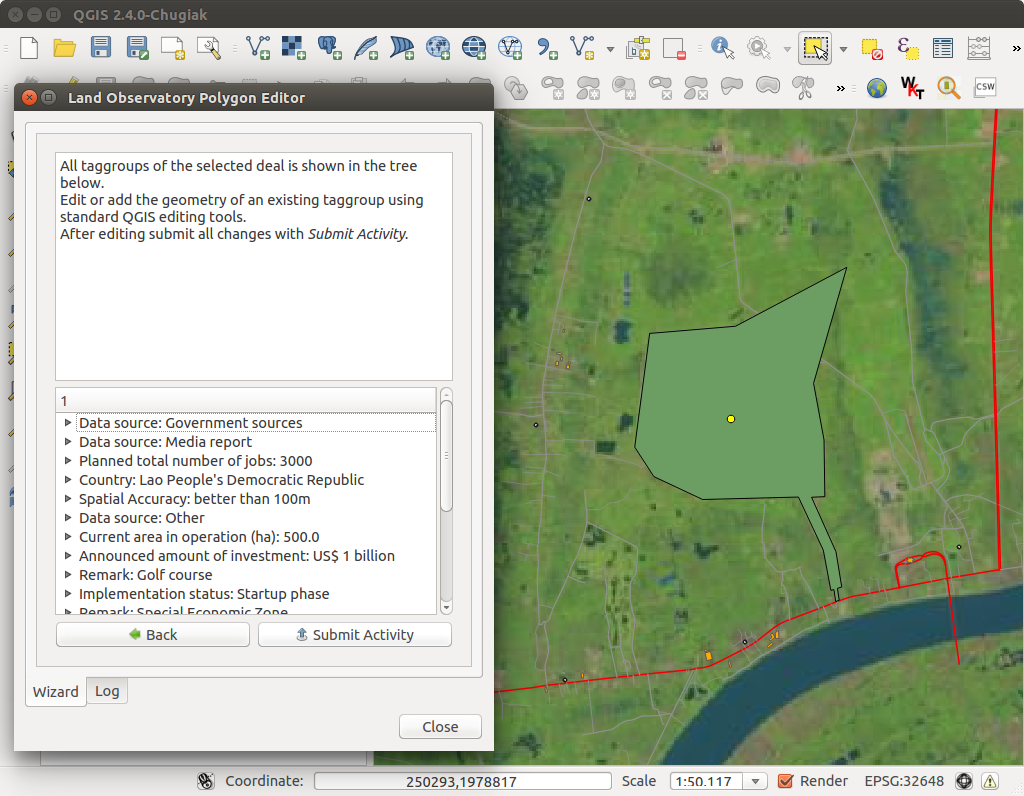 QGIS 2.4.0-Chugiak
WKT
CSW
Land Observatory Polygon Editor
All taggroups of the selected deal is shown in the tree
below.
Edit or add the geometry of an existing taggroup using
standard QGIS editing tools.
After editing submit all changes with Submit Activity.
1
Data source: Government sources
Data source: Media report
Planned total number of jobs: 3000
Country: Lao People's Democratic Republic
Spatial Accuracy: better than 100m
Data source: Other
Current area in operation (ha): 500.0
Announced amount of investment: US$ 1 billion
Remark: Golf course
Implementation status: Startup phase
Remark: Special Economic Zone
Back
Submit Activity
Wizard
Log
Close
Coordinate:
250293,1978817
Scale
1:50.117
Render
EPSG:32648